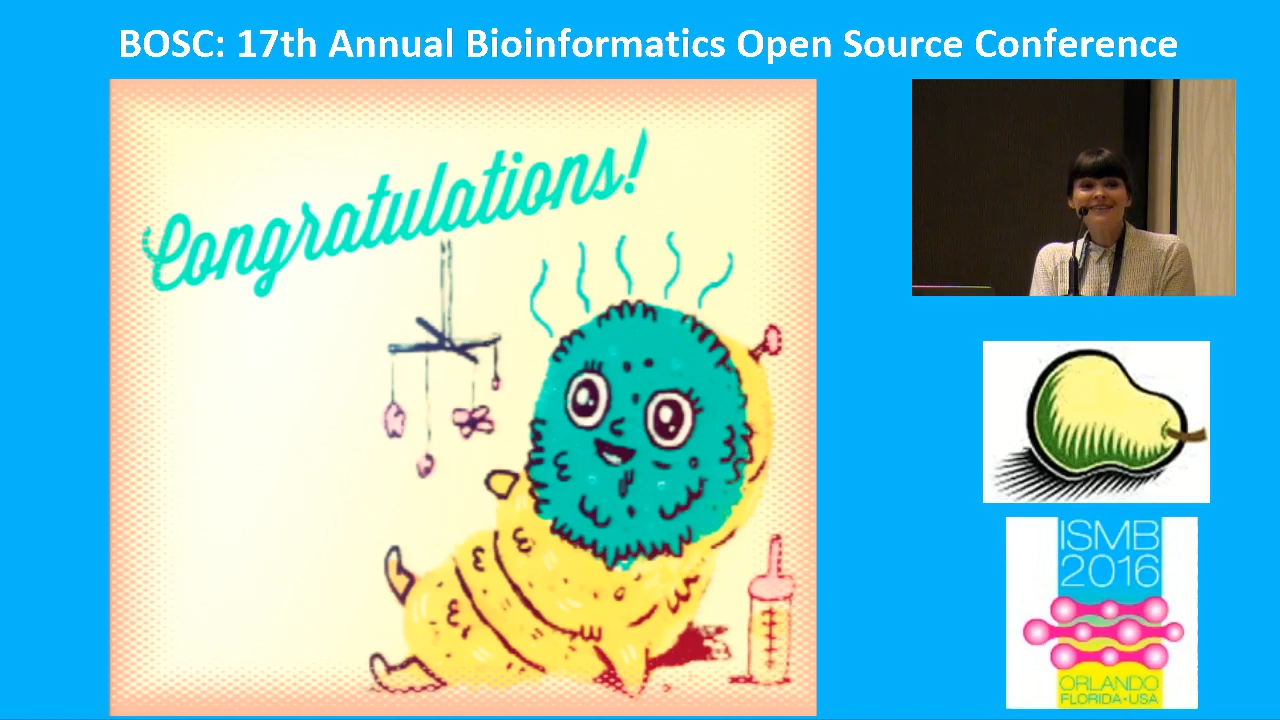 BOSC: 17th Annual Bioinformatics Open Source Conference
Congratulations!
ISMB
2016
ORLANDO
FLORIDA•USA